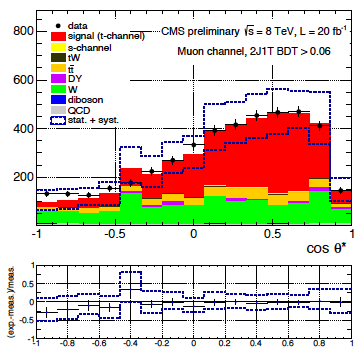 800
600
400
200
data
signal (t-channel)
s-channel
tW
tt̄
DY
W
diboson
QCD
stat. + syst.
CMS preliminary √s = 8 TeV, L = 20 fb⁻¹
Muon channel, 2J1T BDT > 0.06
-1 -0.5 0 0.5 1
cos θ*
(exp.-meas.)/meas.
1
0.5
0
-0.5
-1
-1 -0.8 -0.6 -0.4 -0.2 0 0.2 0.4 0.6 0.8 1